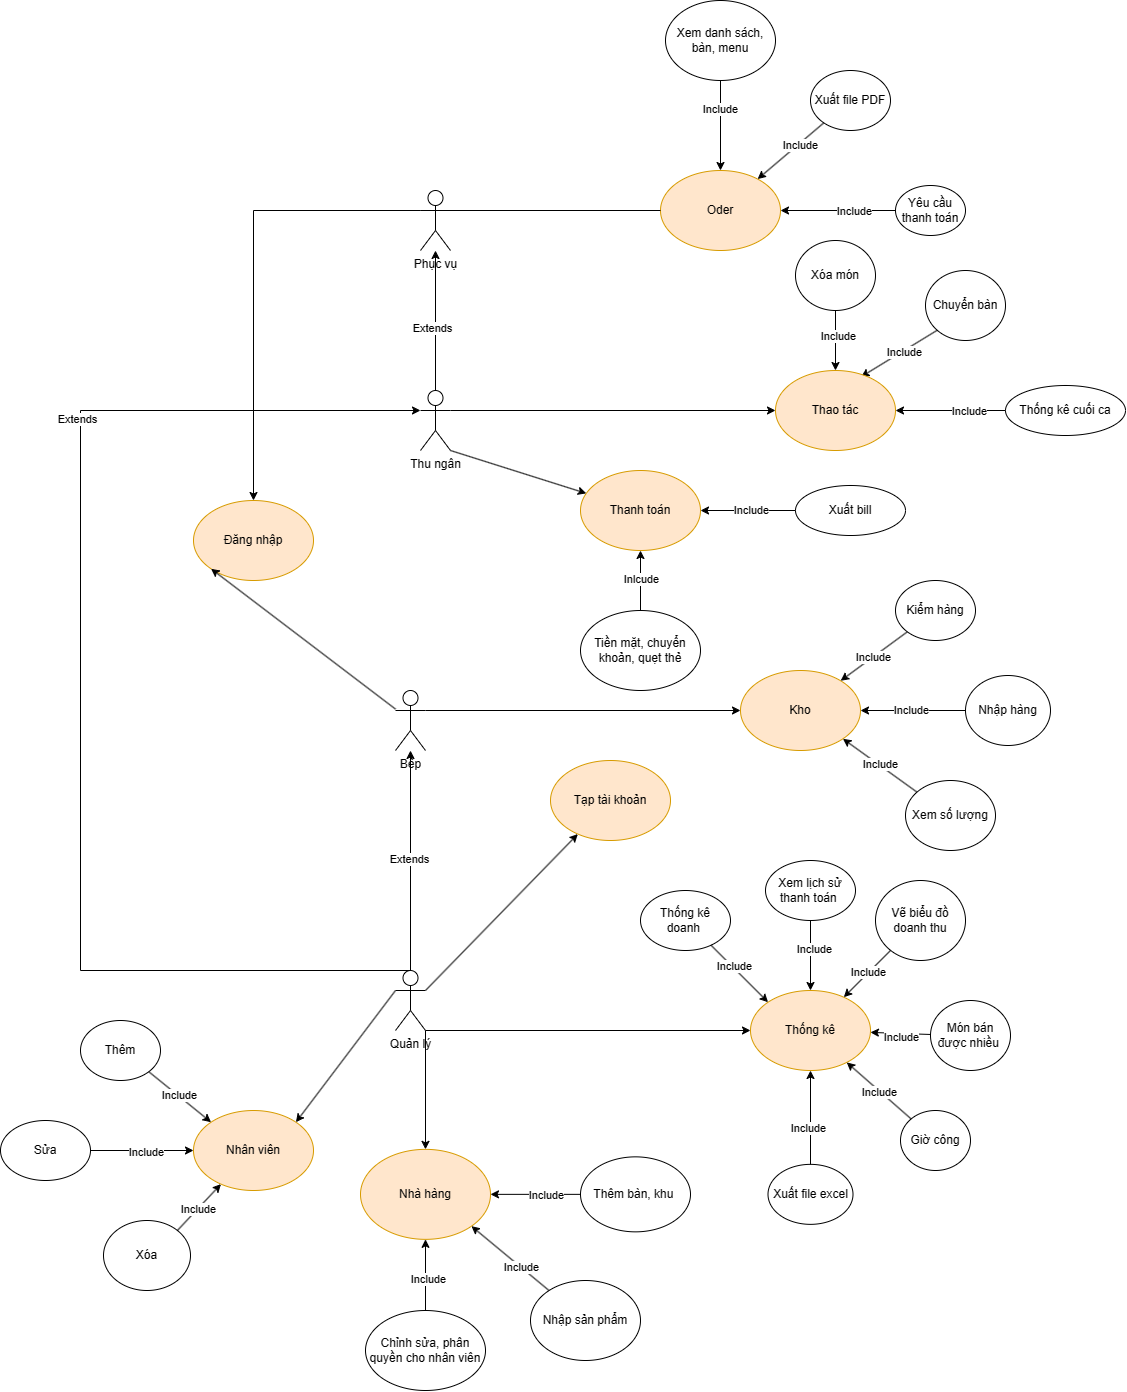 Xem danh sách,
bàn, menu
Include
Xuất file PDF
Include
Oder
Include
Yêu cầu
thanh toán
Phục vụ
Xóa món
Chuyển bàn
Extends
Include
Include
Extends
Thao tác
Include
Thống kê cuối ca
Thu ngân
Thanh toán
Include
Xuất bill
Đăng nhập
Inlcude
Tiền mặt, chuyển
khoản, quẹt thẻ
Kiểm hàng
Include
Kho
Include
Nhập hàng
Bếp
Include
Tạp tài khoản
Xem số lượng
Extends
Xem lịch sử
thanh toán
Thống kê
doanh
Vẽ biểu đồ
doanh thu
Include
Include
Include
Quản lý
Thống kê
Include
Món bán
được nhiều
Thêm
Include
Include
Include
Giờ công
Sửa
Include
Nhân viên
Xuất file excel
Nhà hàng
Include
Thêm bàn, khu
Include
Xóa
Include
Include
Nhập sản phẩm
Chỉnh sửa, phân
quyền cho nhân viên